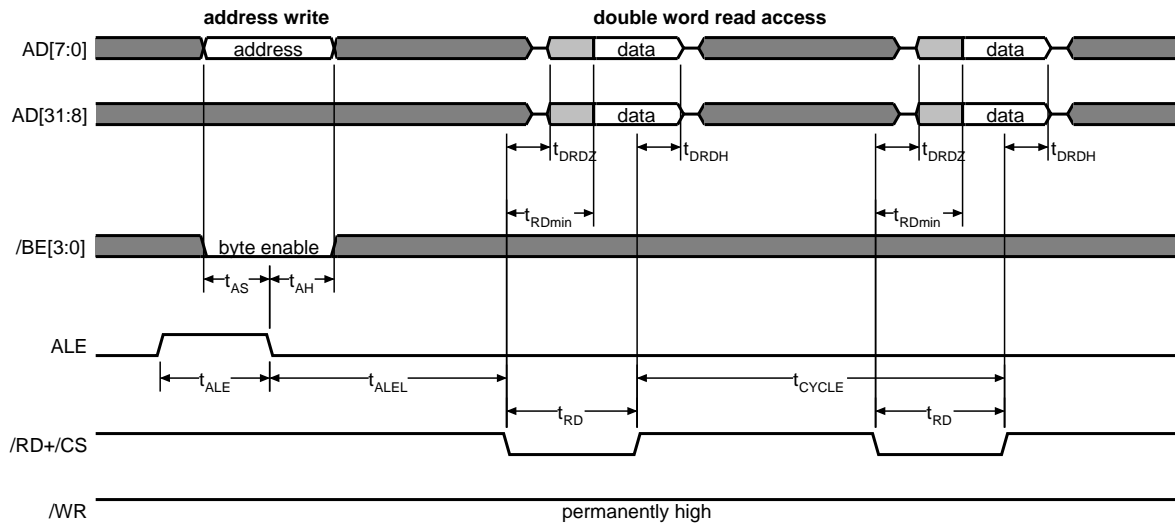 address write double word read access
AD[7:0] address data data
AD[31:8] data data
tDRDZ tDRDH tDRDZ tDRDH
tRDmin tRDmin
/BE[3:0] byte enable
tAS tAH
ALE
tALE tALEL tCYCLE
tRD tRD
/RD+/CS
/WR permanently high